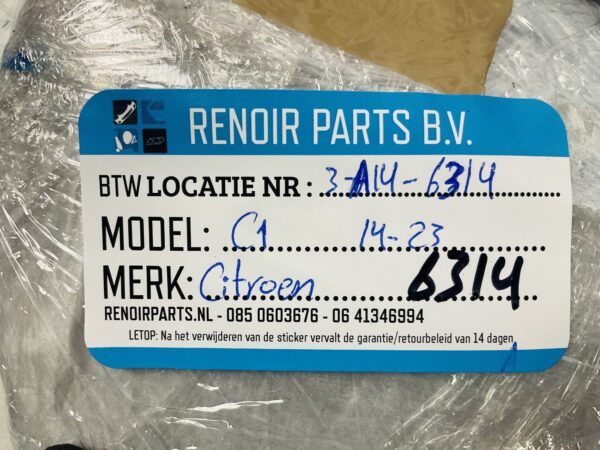 RENOIR PARTS B.V.
BTW LOCATIE NR : 3-A14-6314
MODEL: C1 14-23
MERK: Citroen 6314
RENOIRPARTS.NL - 085 0603676 - 06 41346994
LETOP: Na het verwijderen van de sticker vervalt de garantie/retourbeleid van 14 dagen
A